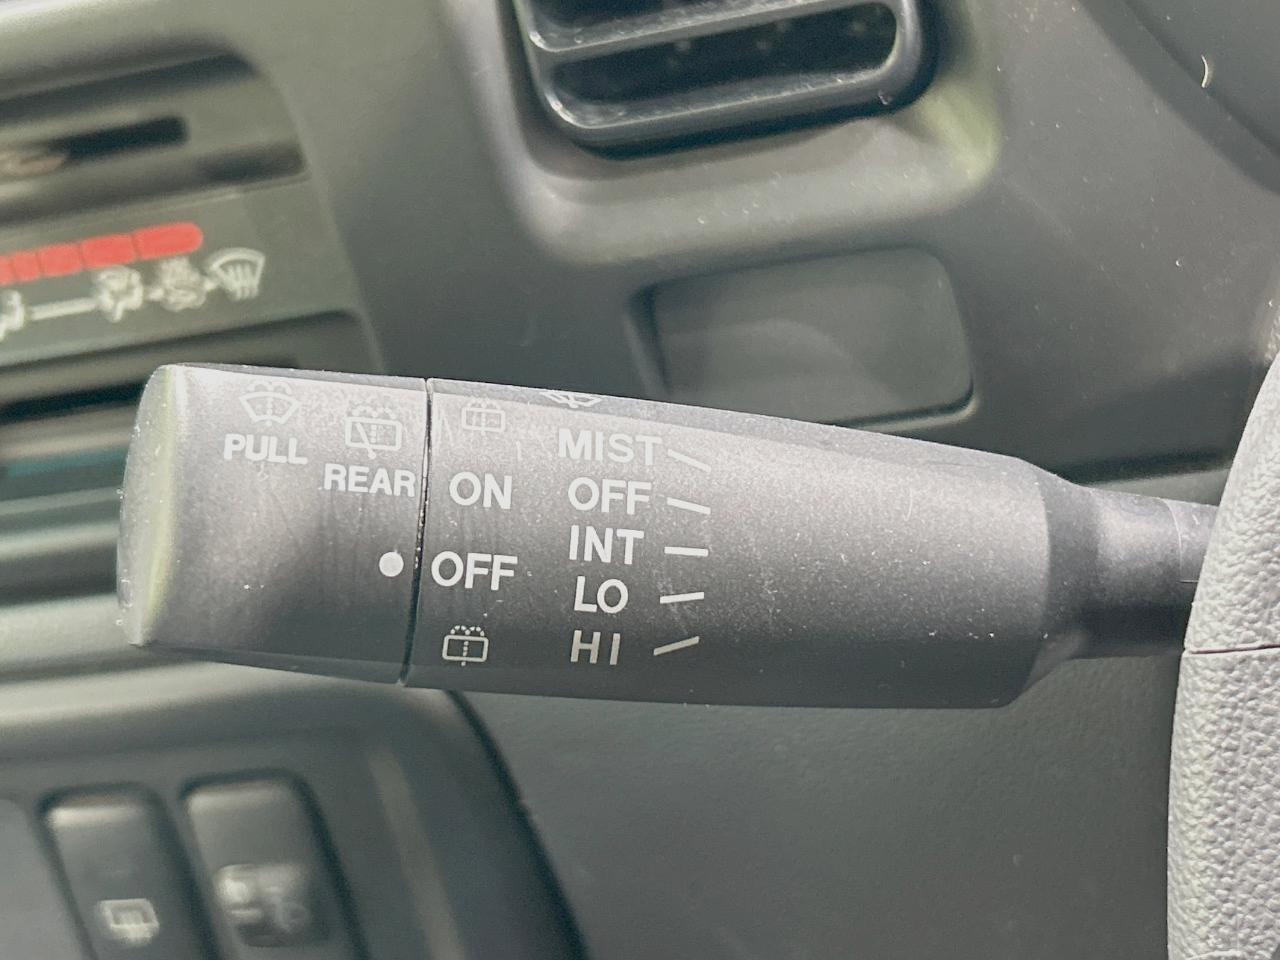 PULL
REAR
ON
OFF
MIST
OFF
INT
LO
HI